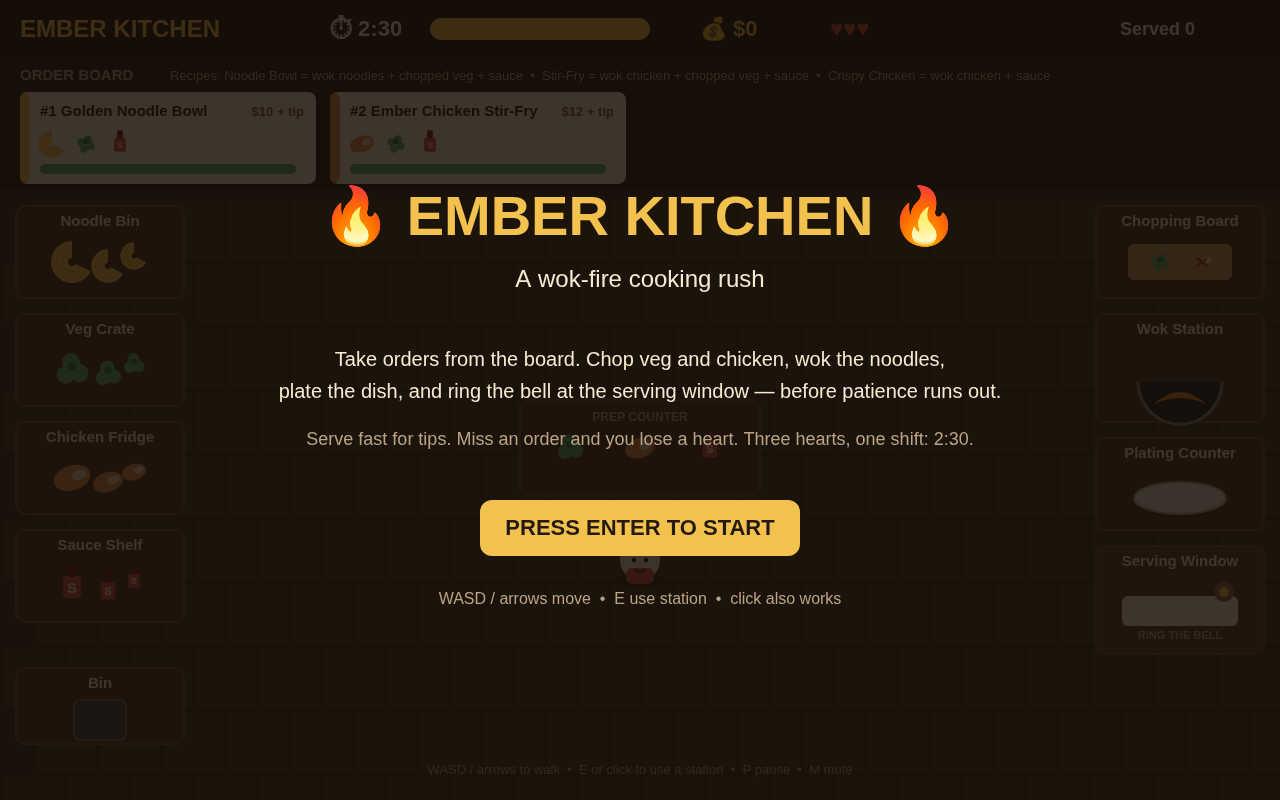 EMBER KITCHEN
⏱ 2:30
💰 $0
♥♥♥
Served 0
ORDER BOARD
Recipes: Noodle Bowl = wok noodles + chopped veg + sauce • Stir-Fry = wok chicken + chopped veg + sauce • Crispy Chicken = wok chicken + sauce
#1 Golden Noodle Bowl $10 + tip
#2 Ember Chicken Stir-Fry $12 + tip
S
S
🔥 EMBER KITCHEN 🔥
A wok-fire cooking rush
Take orders from the board. Chop veg and chicken, wok the noodles,
plate the dish, and ring the bell at the serving window — before patience runs out.
Serve fast for tips. Miss an order and you lose a heart. Three hearts, one shift: 2:30.
PRESS ENTER TO START
WASD / arrows move • E use station • click also works
Noodle Bin
Veg Crate
Chicken Fridge
Sauce Shelf
S
S
S
Bin
PREP COUNTER
S
Chopping Board
Wok Station
Plating Counter
Serving Window
RING THE BELL
WASD / arrows to walk • E or click to use a station • P pause • M mute